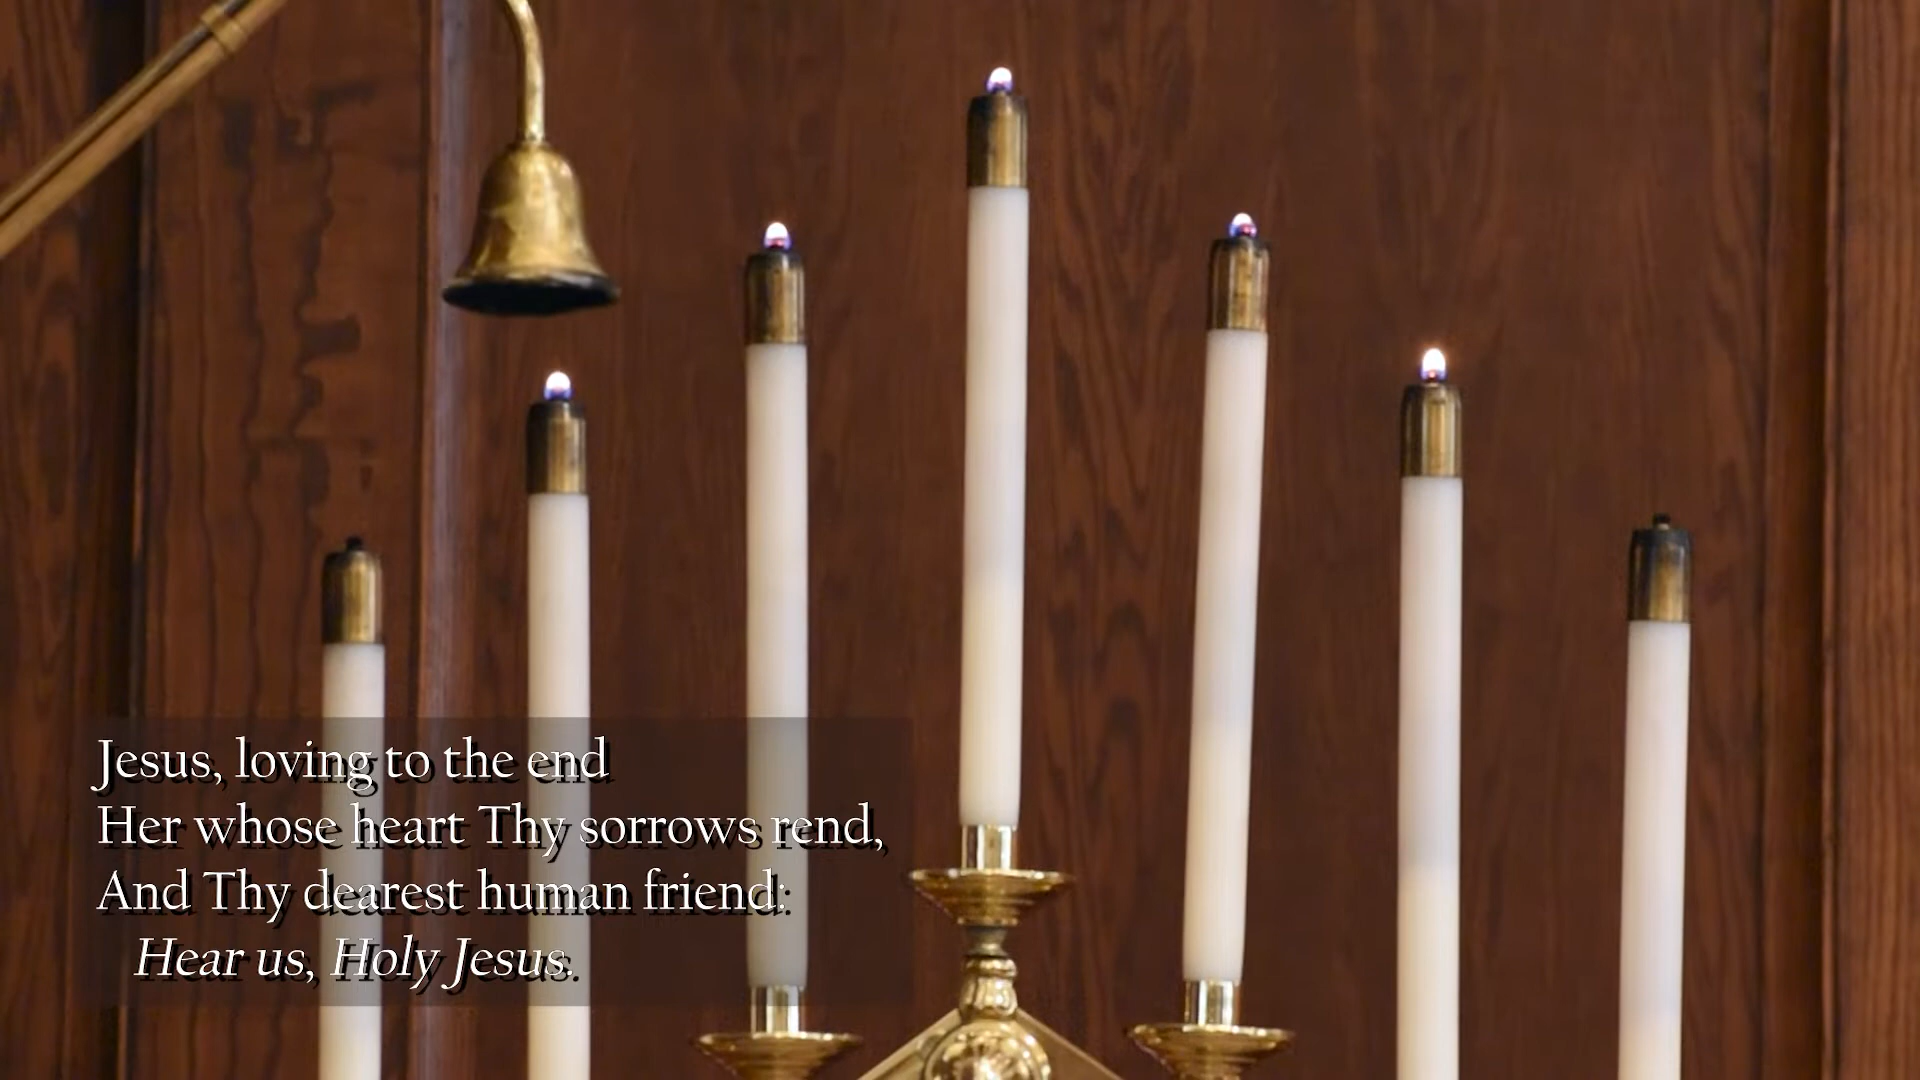 Jesus, loving to the end
Her whose heart Thy sorrows rend,
And Thy dearest human friend:
Hear us, Holy Jesus.